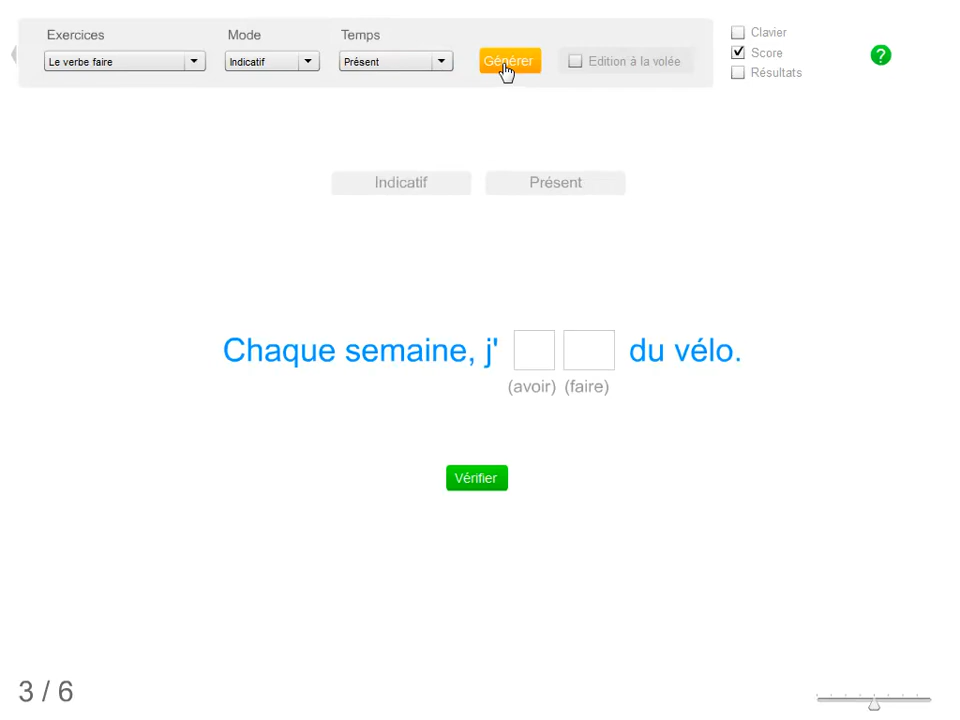 Exercices Mode Temps
Le verbe faire Indicatif Présent Générer Edition à la volée
Clavier
Score
Résultats
?
Indicatif Présent
Chaque semaine, j' du vélo.
(avoir) (faire)
Vérifier
3 / 6